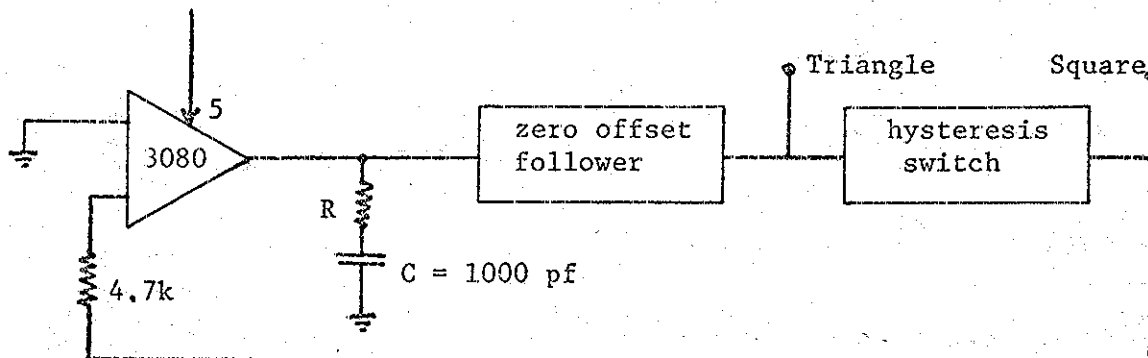 5
Triangle
Square
3080
zero offset
follower
hysteresis
switch
R
C = 1000 pf
4.7k